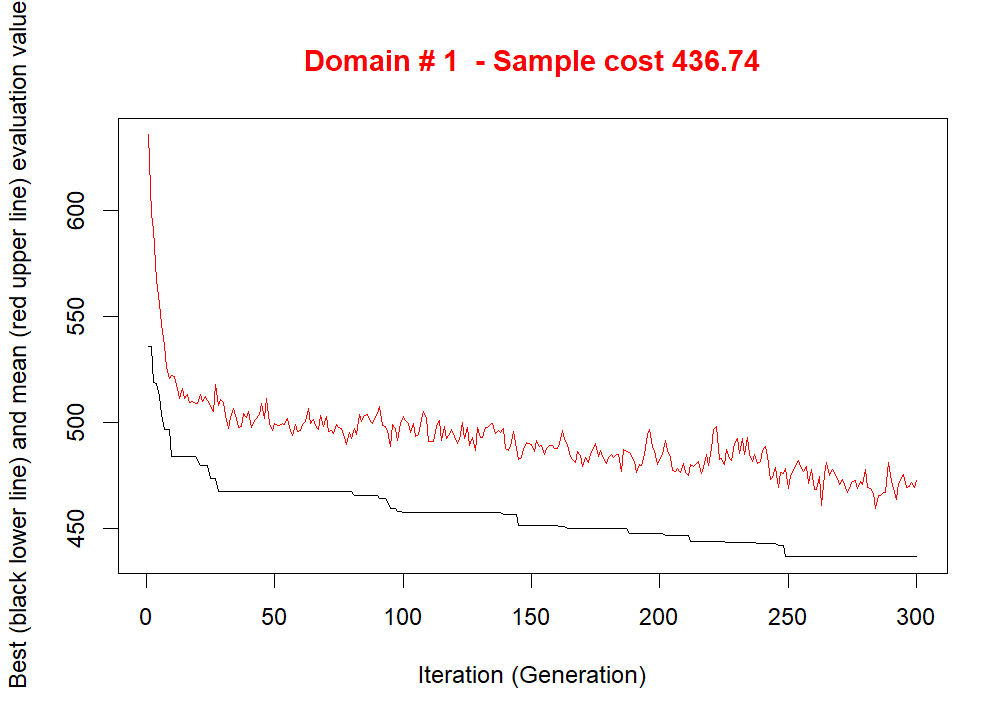 Domain # 1  - Sample cost 436.74
Best (black lower line) and mean (red upper line) evaluation value
600
550
500
450
0 50 100 150 200 250 300
Iteration (Generation)